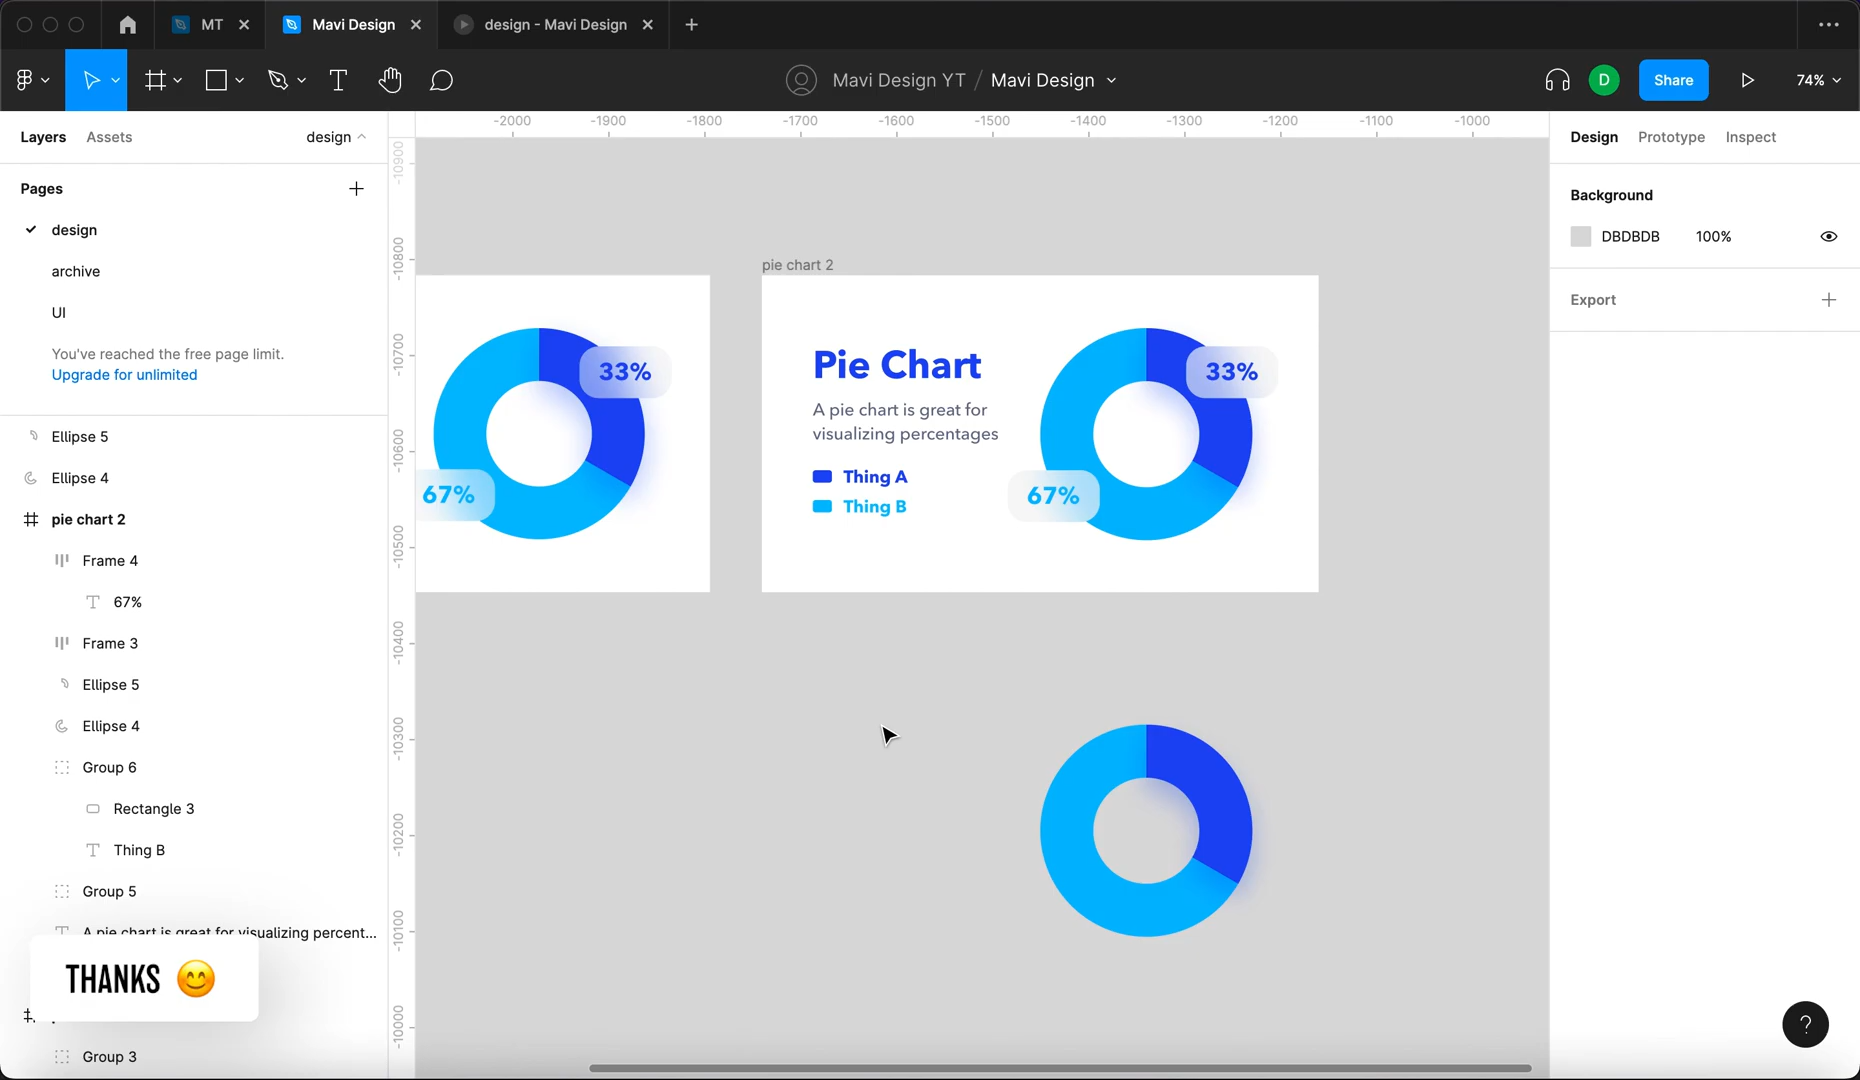 MT
Mavi Design
design - Mavi Design
Mavi Design YT / Mavi Design
D
Share
74%
Layers
Assets
design
Pages
design
archive
UI
You've reached the free page limit.
Upgrade for unlimited
Ellipse 5
Ellipse 4
pie chart 2
Frame 4
67%
Frame 3
Ellipse 5
Ellipse 4
Group 6
Rectangle 3
Thing B
Group 5
A pie chart is great for visualizing percent...
THANKS 😊
Group 3
-2000 -1900 -1800 -1700 -1600 -1500 -1400 -1300 -1200 -1100 -1000
-10900
-10800
-10700
-10600
-10500
-10400
-10300
-10200
-10100
-10000
33%
67%
pie chart 2
Pie Chart
A pie chart is great for
visualizing percentages
Thing A
Thing B
33%
67%
Design
Prototype
Inspect
Background
DBDBDB 100%
Export
?